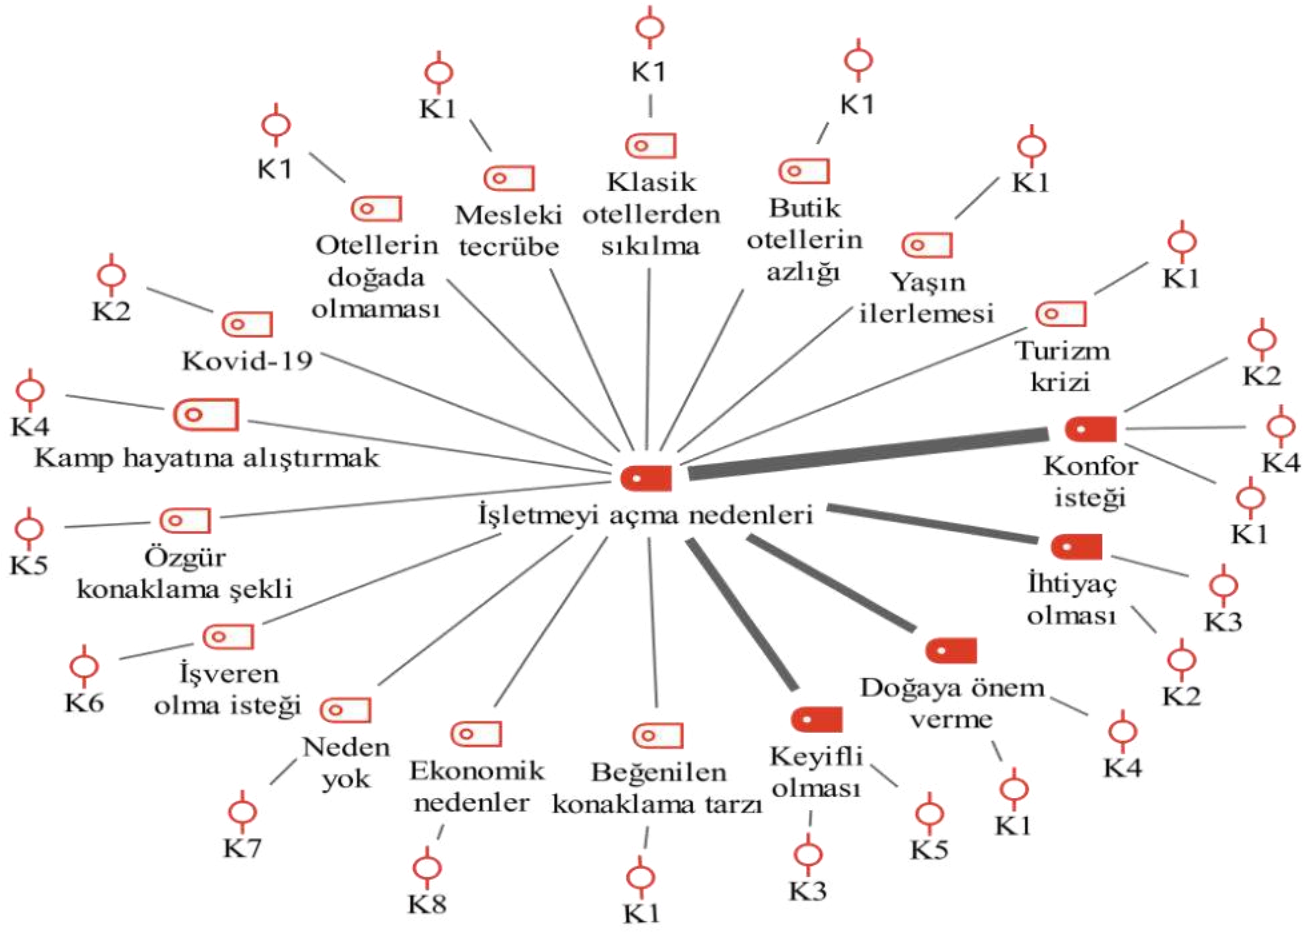 K1
K1
K1
K1
K1
K1
K2
K4
K5
K6
K7
K8
K1
K3
K5
K1
K4
K2
K3
K1
K4
K2
Klasik
otellerden
sıkılma
Butik
otellerin
azlığı
Mesleki
tecrübe
Otellerin
doğada
olmaması
Yaşın
ilerlemesi
Turizm
krizi
Kovid-19
Kamp hayatına alıştırmak
Konfor
isteği
İşletmeyi açma nedenleri
Özgür
konaklama şekli
İhtiyaç
olması
İşveren
olma isteği
Doğaya önem
verme
Neden
yok
Ekonomik
nedenler
Beğenilen
konaklama tarzı
Keyifli
olması